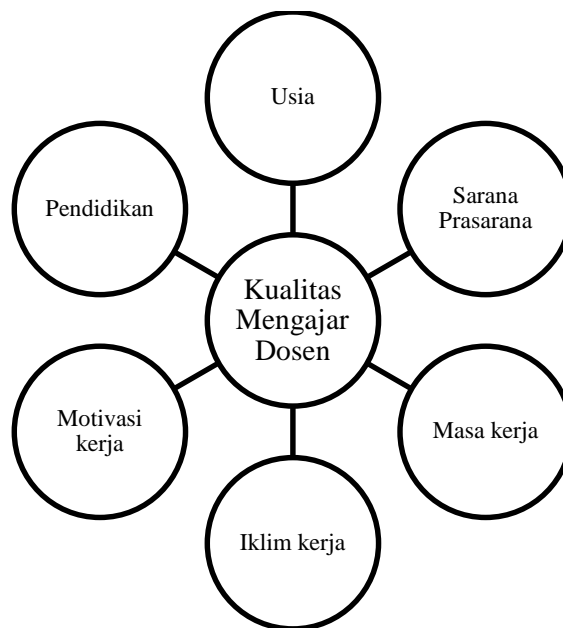 Usia
Pendidikan
Sarana
Prasarana
Kualitas
Mengajar
Dosen
Motivasi
kerja
Masa kerja
Iklim kerja